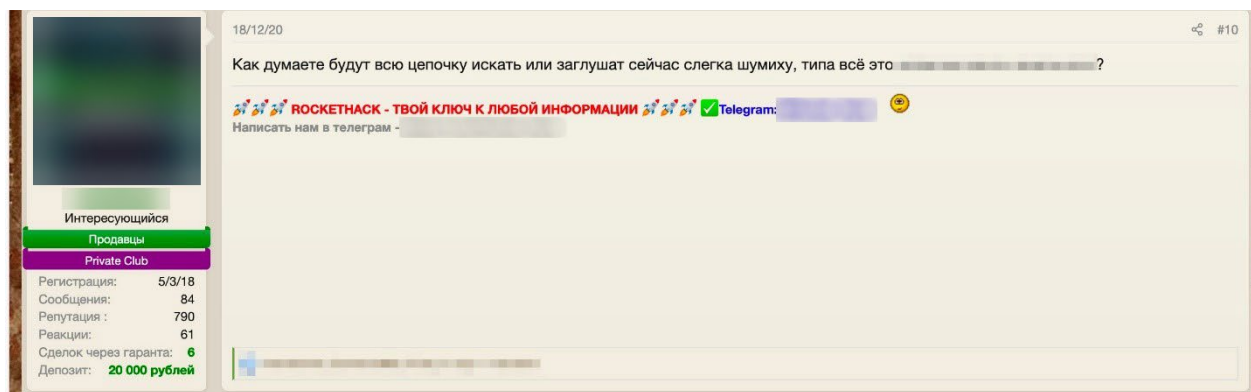 18/12/20
#10
Как думаете будут всю цепочку искать или заглушат сейчас слегка шумиху, типа всё это ?
ROCKETHACK - ТВОЙ КЛЮЧ К ЛЮБОЙ ИНФОРМАЦИИ Telegram:
Написать нам в телеграм -
Интересующийся
Продавцы
Private Club
Регистрация: 5/3/18
Сообщения: 84
Репутация : 790
Реакции: 61
Сделок через гаранта: 6
Депозит: 20 000 рублей